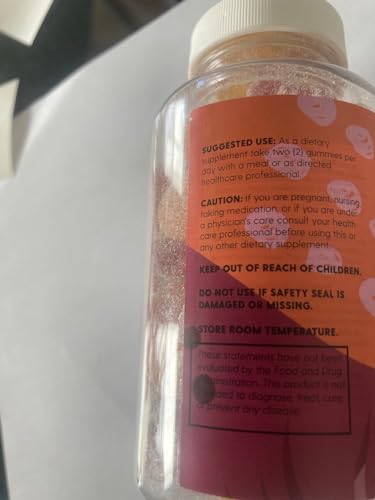 SUGGESTED USE: As a dietary
supplement take two (2) gummies per
day with a meal or as directed
healthcare professional.
CAUTION: If you are pregnant, nursing,
taking medication, or if you are under
a physician's care consult your health
care professional before using this or
any other dietary supplement.
KEEP OUT OF REACH OF CHILDREN.
DO NOT USE IF SAFETY SEAL IS
DAMAGED OR MISSING.
STORE ROOM TEMPERATURE.
These statements have not been
evaluated by the Food and Drug
This product is not
to diagnose, treat, cure,
or prevent any disease.